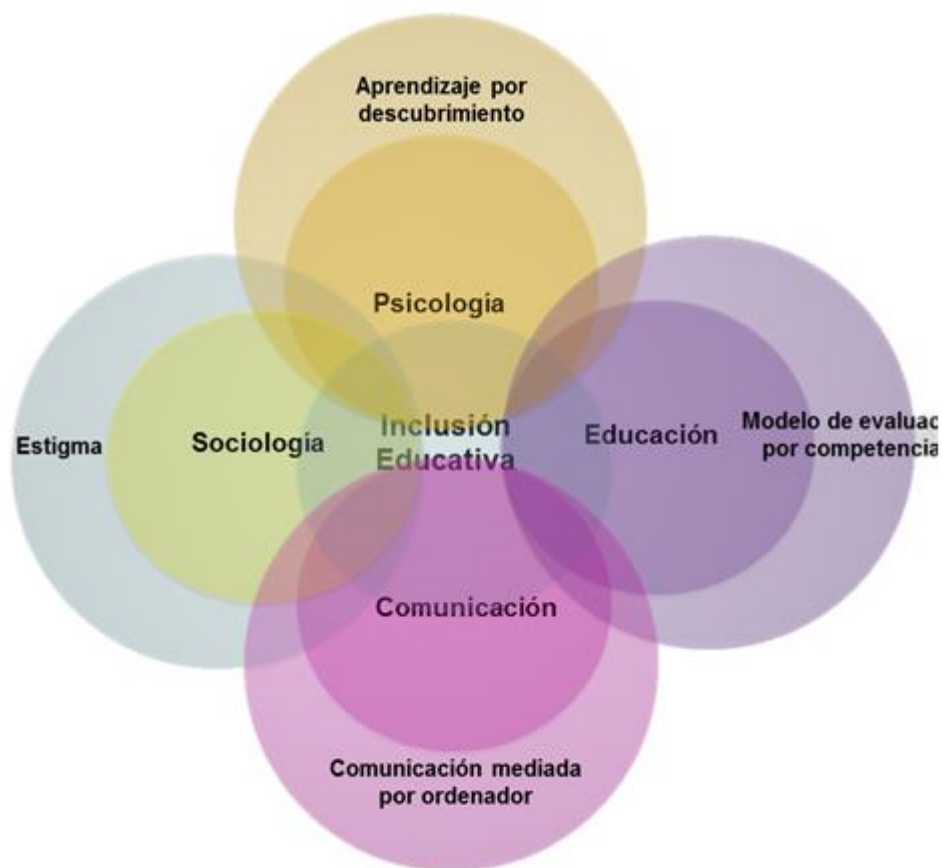 Aprendizaje por
descubrimiento
Psicologia
Estigma
Sociología
Inclusión
Educativa
Educación
Modelo de evaluac
por competencia
Comunicación
Comunicación mediada
por ordenador